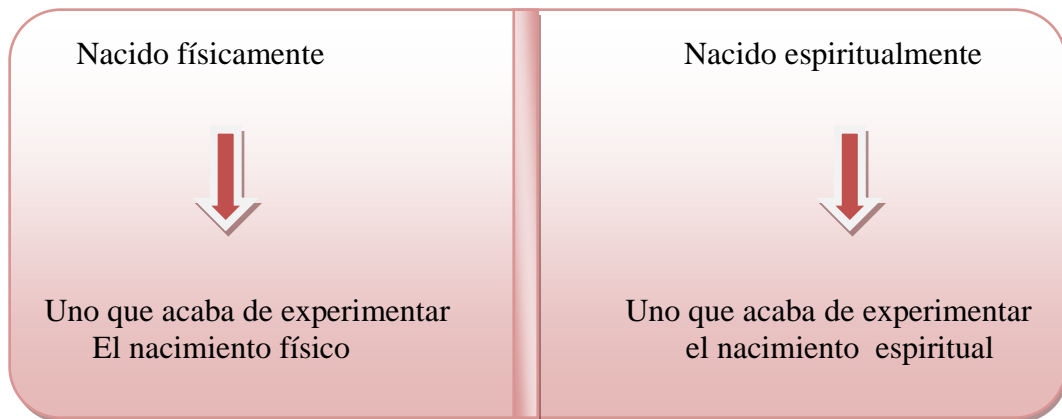 Nacido físicamente
Uno que acaba de experimentar
El nacimiento físico
Nacido espiritualmente
Uno que acaba de experimentar
el nacimiento  espiritual